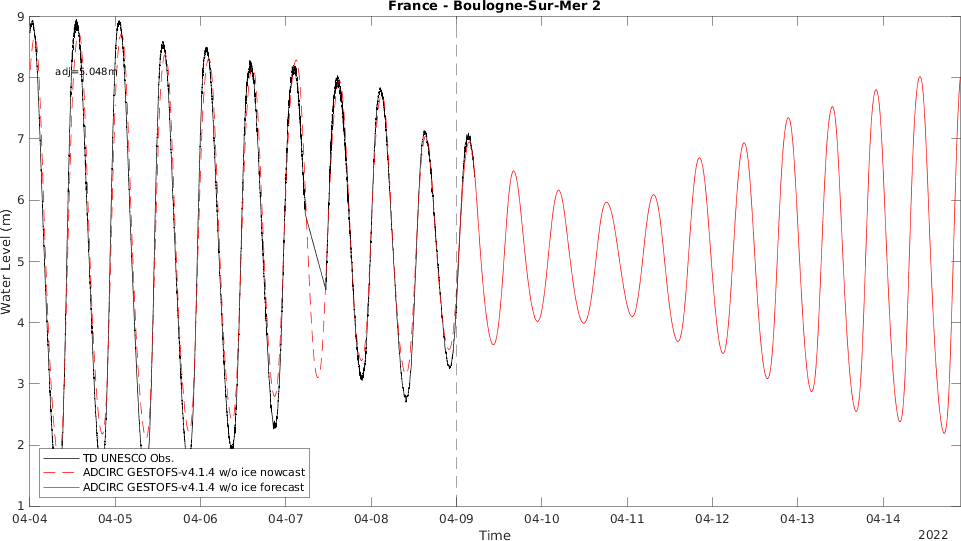 France - Boulogne-Sur-Mer 2
9
8
7
6
5
4
3
2
1
Water Level (m)
adj=5.048m
TD UNESCO Obs.
ADCIRC GESTOFS-v4.1.4 w/o ice nowcast
ADCIRC GESTOFS-v4.1.4 w/o ice forecast
04-04 04-05 04-06 04-07 04-08 04-09 04-10 04-11 04-12 04-13 04-14
Time
2022